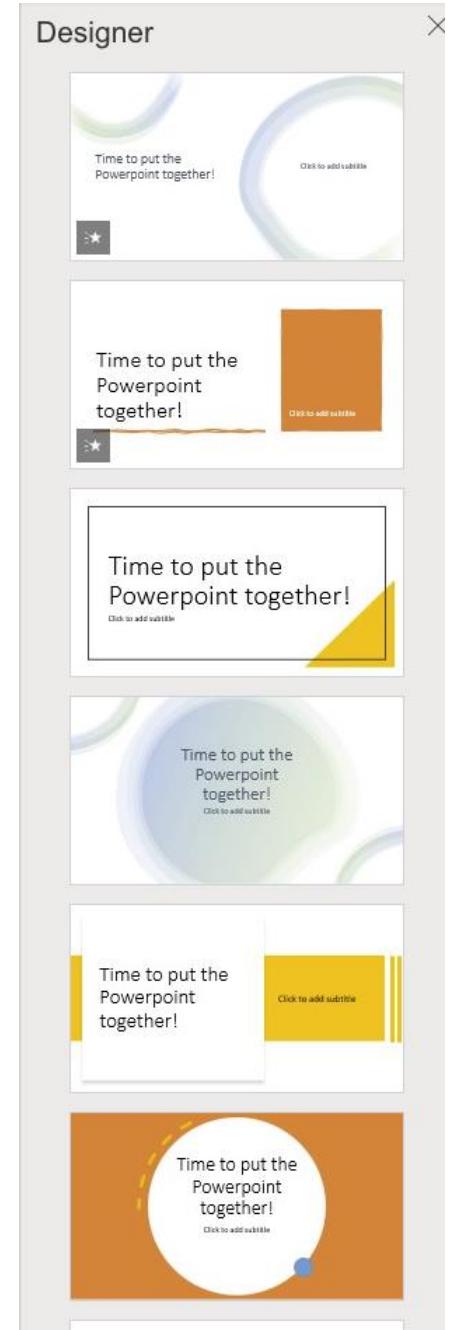 Designer
Time to put the
Powerpoint together!
Click to add subtitle
Time to put the
Powerpoint
together!
Click to add subtitle
Time to put the
Powerpoint together!
Click to add subtitle
Time to put the
Powerpoint
together!
Click to add subtitle
Time to put the
Powerpoint
together!
Click to add subtitle
Time to put the
Powerpoint
together!
Click to add subtitle